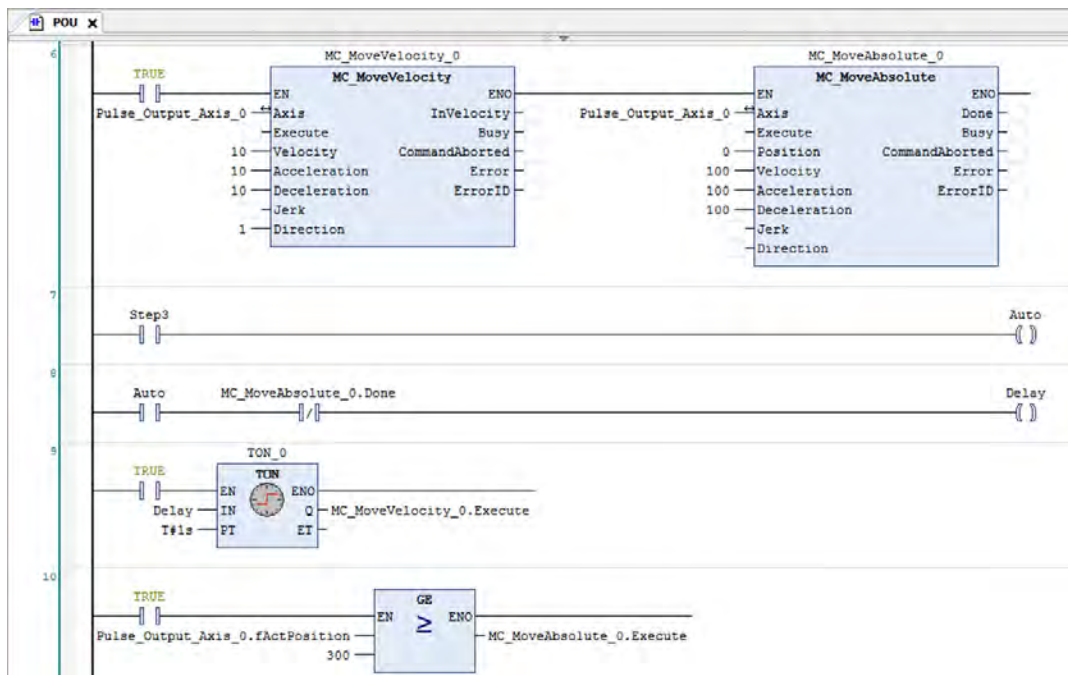 POU
6
MC_MoveVelocity_0 MC_MoveAbsolute_0
TRUE MC_MoveVelocity MC_MoveAbsolute
EN ENO EN ENO
Pulse_Output_Axis_0 Axis InVelocity Pulse_Output_Axis_0 Axis Done
Execute Busy Execute Busy
10 Velocity CommandAborted 0 Position CommandAborted
10 Acceleration Error 100 Velocity Error
10 Deceleration ErrorID 100 Acceleration ErrorID
Jerk 100 Deceleration
1 Direction Jerk
Direction
7
Step3 Auto
8
Auto MC_MoveAbsolute_0.Done Delay
9
TON_0
TRUE TON
EN ENO
Delay IN Q MC_MoveVelocity_0.Execute
T#1s PT ET
10
TRUE GE
EN ≥ ENO
Pulse_Output_Axis_0.fActPosition MC_MoveAbsolute_0.Execute
300